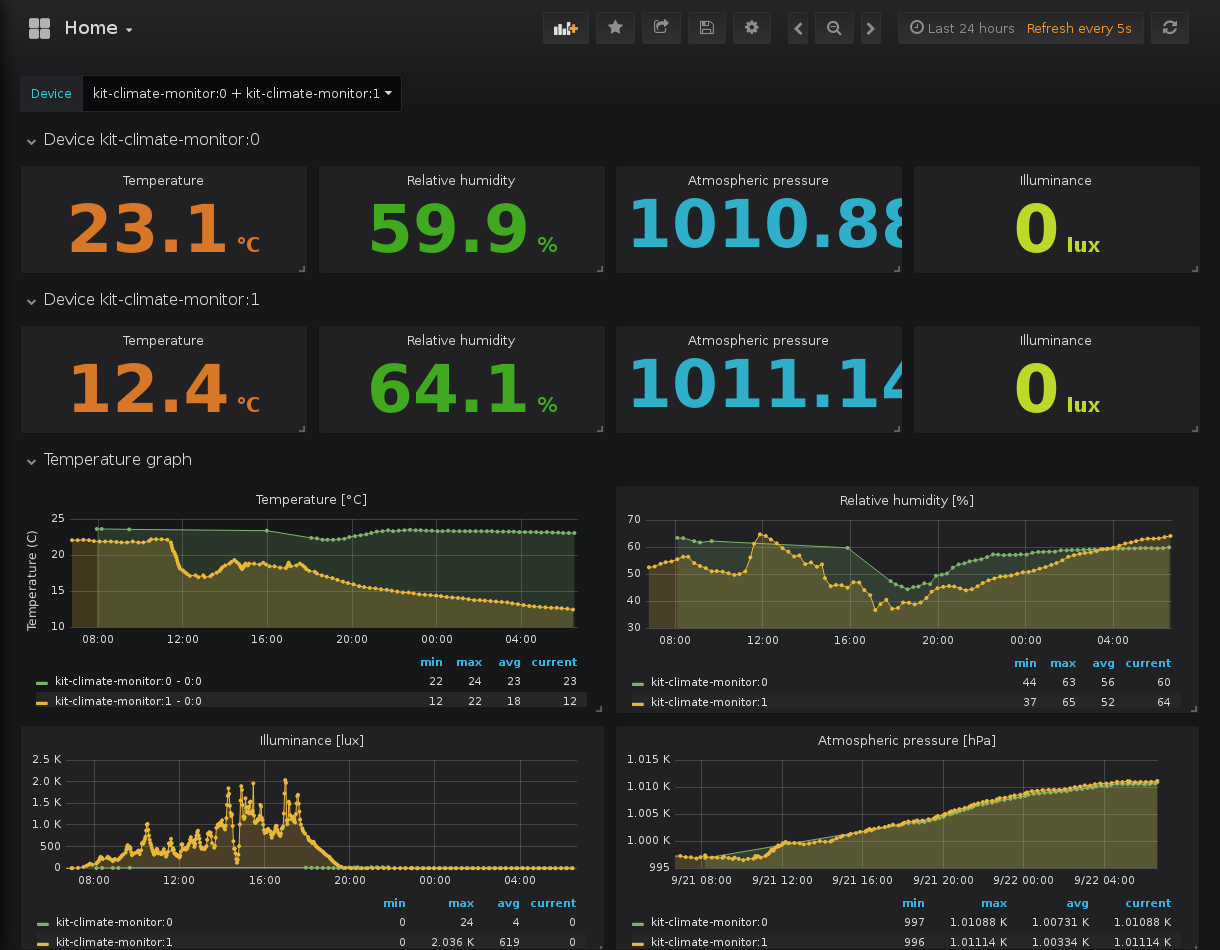 Home
Last 24 hours Refresh every 5s
Device kit-climate-monitor:0 + kit-climate-monitor:1
Device kit-climate-monitor:0
Temperature Relative humidity Atmospheric pressure Illuminance
23.1 °C 59.9 % 1010.88 0 lux
Device kit-climate-monitor:1
Temperature Relative humidity Atmospheric pressure Illuminance
12.4 °C 64.1 % 1011.14 0 lux
Temperature graph
Temperature [°C]
Temperature (C)
25
20
15
10
08:00 12:00 16:00 20:00 00:00 04:00
min max avg current
kit-climate-monitor:0 - 0:0 22 24 23 23
kit-climate-monitor:1 - 0:0 12 22 18 12
Relative humidity [%]
70
60
50
40
30
08:00 12:00 16:00 20:00 00:00 04:00
min max avg current
kit-climate-monitor:0 44 63 56 60
kit-climate-monitor:1 37 65 52 64
Illuminance [lux]
2.5 K
2.0 K
1.5 K
1.0 K
500
0
08:00 12:00 16:00 20:00 00:00 04:00
min max avg current
kit-climate-monitor:0 0 24 4 0
kit-climate-monitor:1 0 2.036 K 619 0
Atmospheric pressure [hPa]
1.015 K
1.010 K
1.005 K
1.000 K
995
9/21 08:00 9/21 12:00 9/21 16:00 9/21 20:00 9/22 00:00 9/22 04:00
min max avg current
kit-climate-monitor:0 997 1.01088 K 1.00731 K 1.01088 K
kit-climate-monitor:1 996 1.01114 K 1.00334 K 1.01114 K